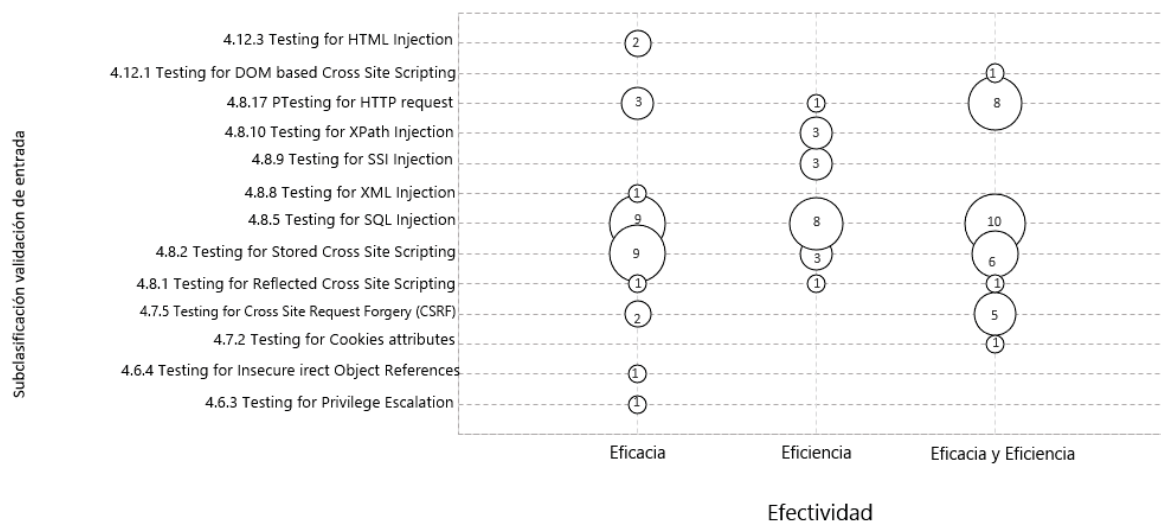 Subclasificación validación de entrada
4.12.3 Testing for HTML Injection 2
4.12.1 Testing for DOM based Cross Site Scripting 1
4.8.17 PTesting for HTTP request 3 1 8
4.8.10 Testing for XPath Injection 3
4.8.9 Testing for SSI Injection 3
4.8.8 Testing for XML Injection 1
4.8.5 Testing for SQL Injection 9 8 10
4.8.2 Testing for Stored Cross Site Scripting 9 3 6
4.8.1 Testing for Reflected Cross Site Scripting 1 1 1
4.7.5 Testing for Cross Site Request Forgery (CSRF) 2 5
4.7.2 Testing for Cookies attributes 1
4.6.4 Testing for Insecure irect Object References 1
4.6.3 Testing for Privilege Escalation 1
Eficacia Eficiencia Eficacia y Eficiencia
Efectividad